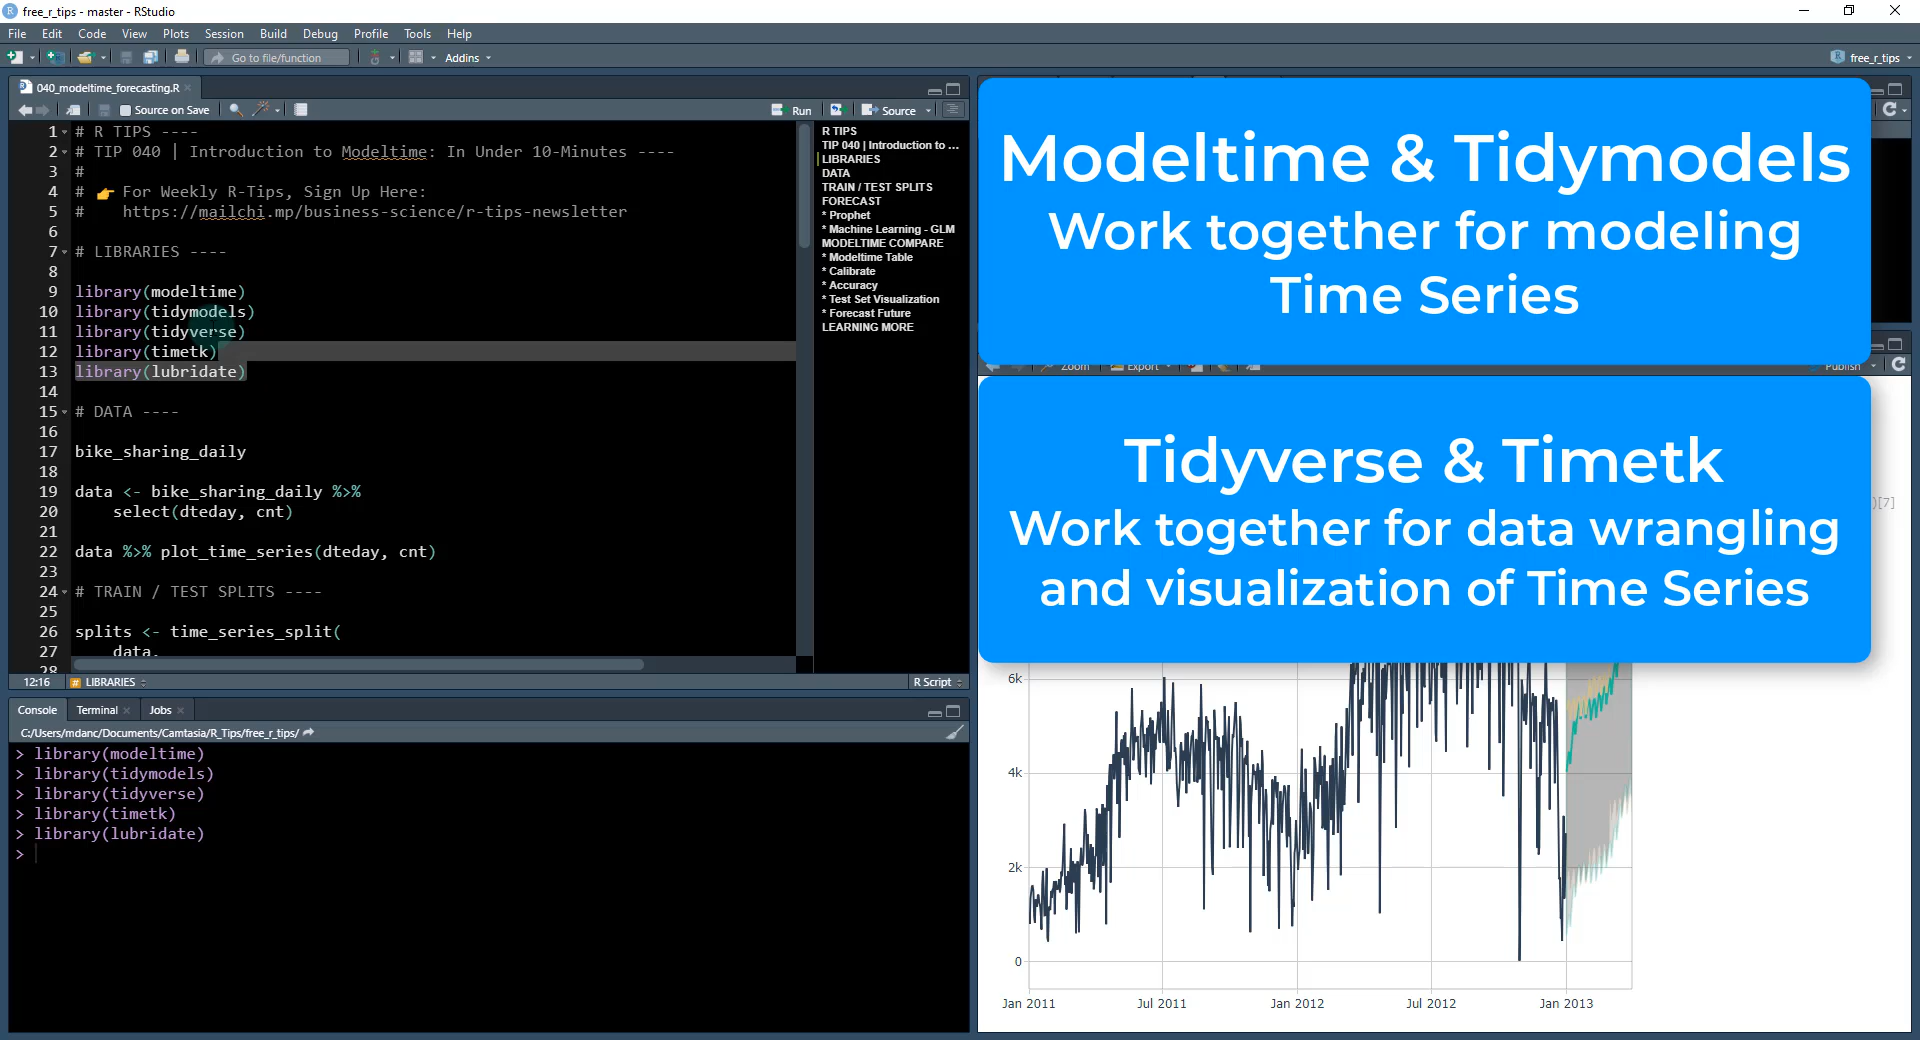 free_r_tips - master - RStudio
File Edit Code View Plots Session Build Debug Profile Tools Help
Go to file/function Addins free_r_tips
040_modeltime_forecasting.R
Source on Save Run Source
1 # R TIPS ----
2 # TIP 040 | Introduction to Modeltime: In Under 10-Minutes ----
3 #
4 # 👉 For Weekly R-Tips, Sign Up Here:
5 # https://mailchi.mp/business-science/r-tips-newsletter
6
7 # LIBRARIES ----
8
9 library(modeltime)
10 library(tidymodels)
11 library(tidyverse)
12 library(timetk)
13 library(lubridate)
14
15 # DATA ----
16
17 bike_sharing_daily
18
19 data <- bike_sharing_daily %>%
20 select(dteday, cnt)
21
22 data %>% plot_time_series(dteday, cnt)
23
24 # TRAIN / TEST SPLITS ----
25
26 splits <- time_series_split(
27 data,
28
12:16 # LIBRARIES R Script
R TIPS
TIP 040 | Introduction to ...
LIBRARIES
DATA
TRAIN / TEST SPLITS
FORECAST
* Prophet
* Machine Learning - GLM
MODELTIME COMPARE
* Modeltime Table
* Calibrate
* Accuracy
* Test Set Visualization
* Forecast Future
LEARNING MORE
Console Terminal Jobs
C:/Users/mdanc/Documents/Camtasia/R_Tips/free_r_tips/
> library(modeltime)
> library(tidymodels)
> library(tidyverse)
> library(timetk)
> library(lubridate)
>
Modeltime & Tidymodels
Work together for modeling
Time Series
Zoom Export Publish
Tidyverse & Timetk
Work together for data wrangling
and visualization of Time Series
)[7]
6k
4k
2k
0
Jan 2011 Jul 2011 Jan 2012 Jul 2012 Jan 2013